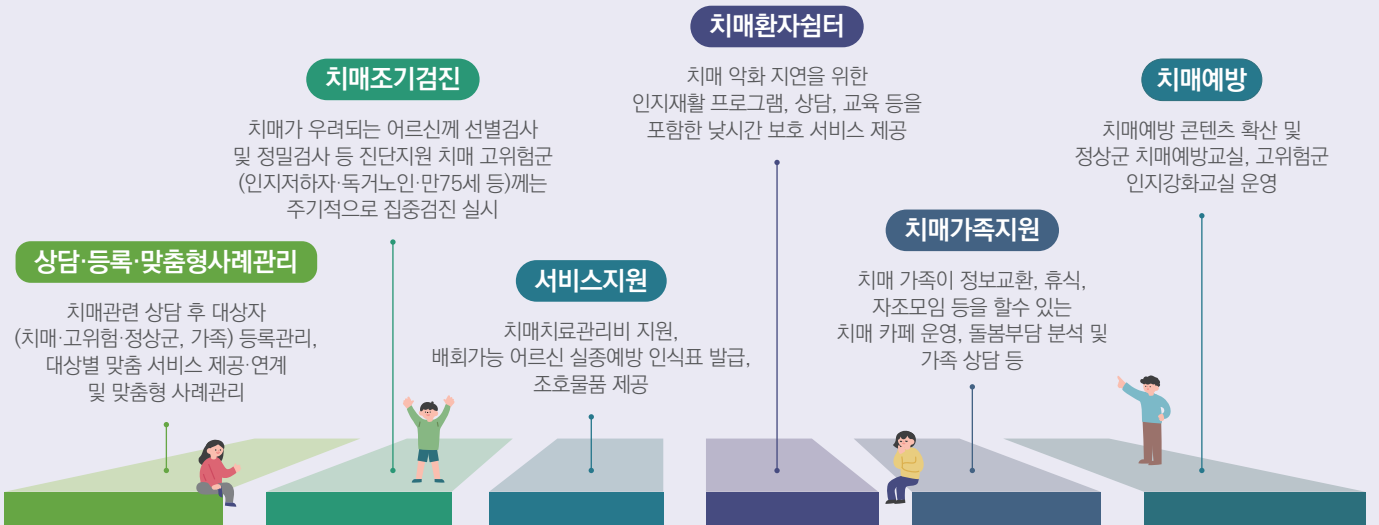 상담·등록·맞춤형사례관리
치매관련 상담 후 대상자
(치매·고위험·정상군, 가족) 등록관리,
대상별 맞춤 서비스 제공·연계
및 맞춤형 사례관리
치매조기검진
치매가 우려되는 어르신께 선별검사
및 정밀검사 등 진단지원 치매 고위험군
(인지저하자·독거노인·만75세 등)께는
주기적으로 집중검진 실시
서비스지원
치매치료관리비 지원,
배회가능 어르신 실종예방 인식표 발급,
조호물품 제공
치매환자쉼터
치매 악화 지연을 위한
인지재활 프로그램, 상담, 교육 등을
포함한 낮시간 보호 서비스 제공
치매가족지원
치매 가족이 정보교환, 휴식,
자조모임 등을 할수 있는
치매 카페 운영, 돌봄부담 분석 및
가족 상담 등
치매예방
치매예방 콘텐츠 확산 및
정상군 치매예방교실, 고위험군
인지강화교실 운영